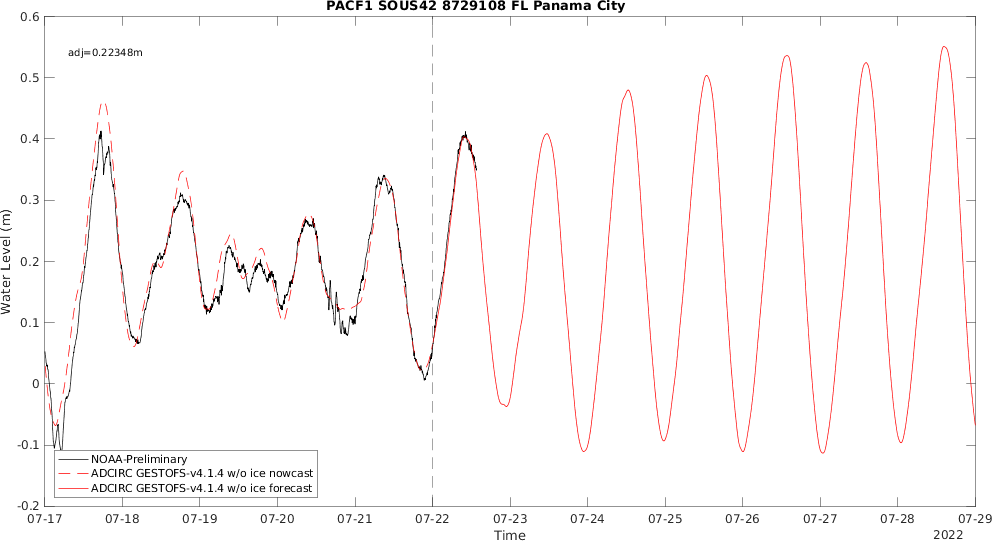 PACF1 SOUS42 8729108 FL Panama City
0.6
adj=0.22348m
0.5
0.4
0.3
0.2
0.1
0
-0.1
-0.2
Water Level (m)
NOAA-Preliminary
ADCIRC GESTOFS-v4.1.4 w/o ice nowcast
ADCIRC GESTOFS-v4.1.4 w/o ice forecast
07-17 07-18 07-19 07-20 07-21 07-22 07-23 07-24 07-25 07-26 07-27 07-28 07-29
Time
2022